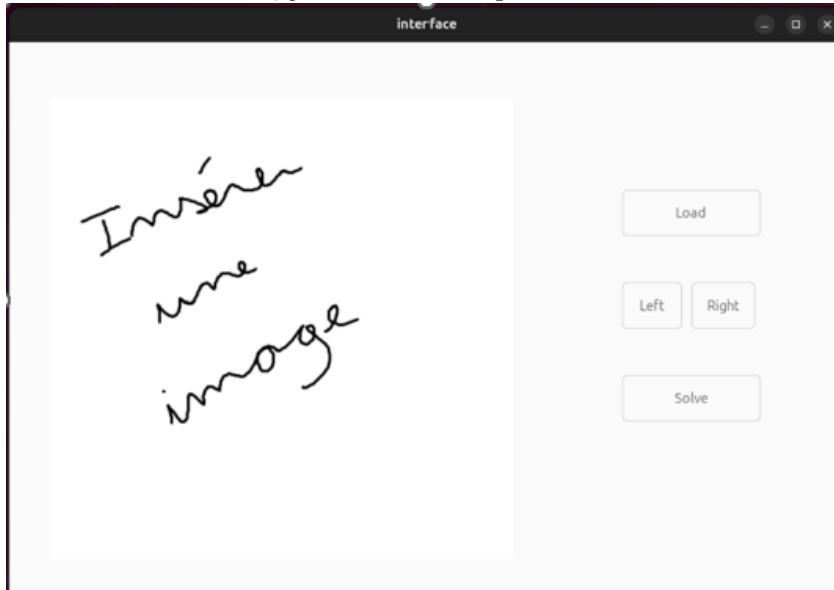 interface
Insérer
une
image
Load
Left Right
Solve